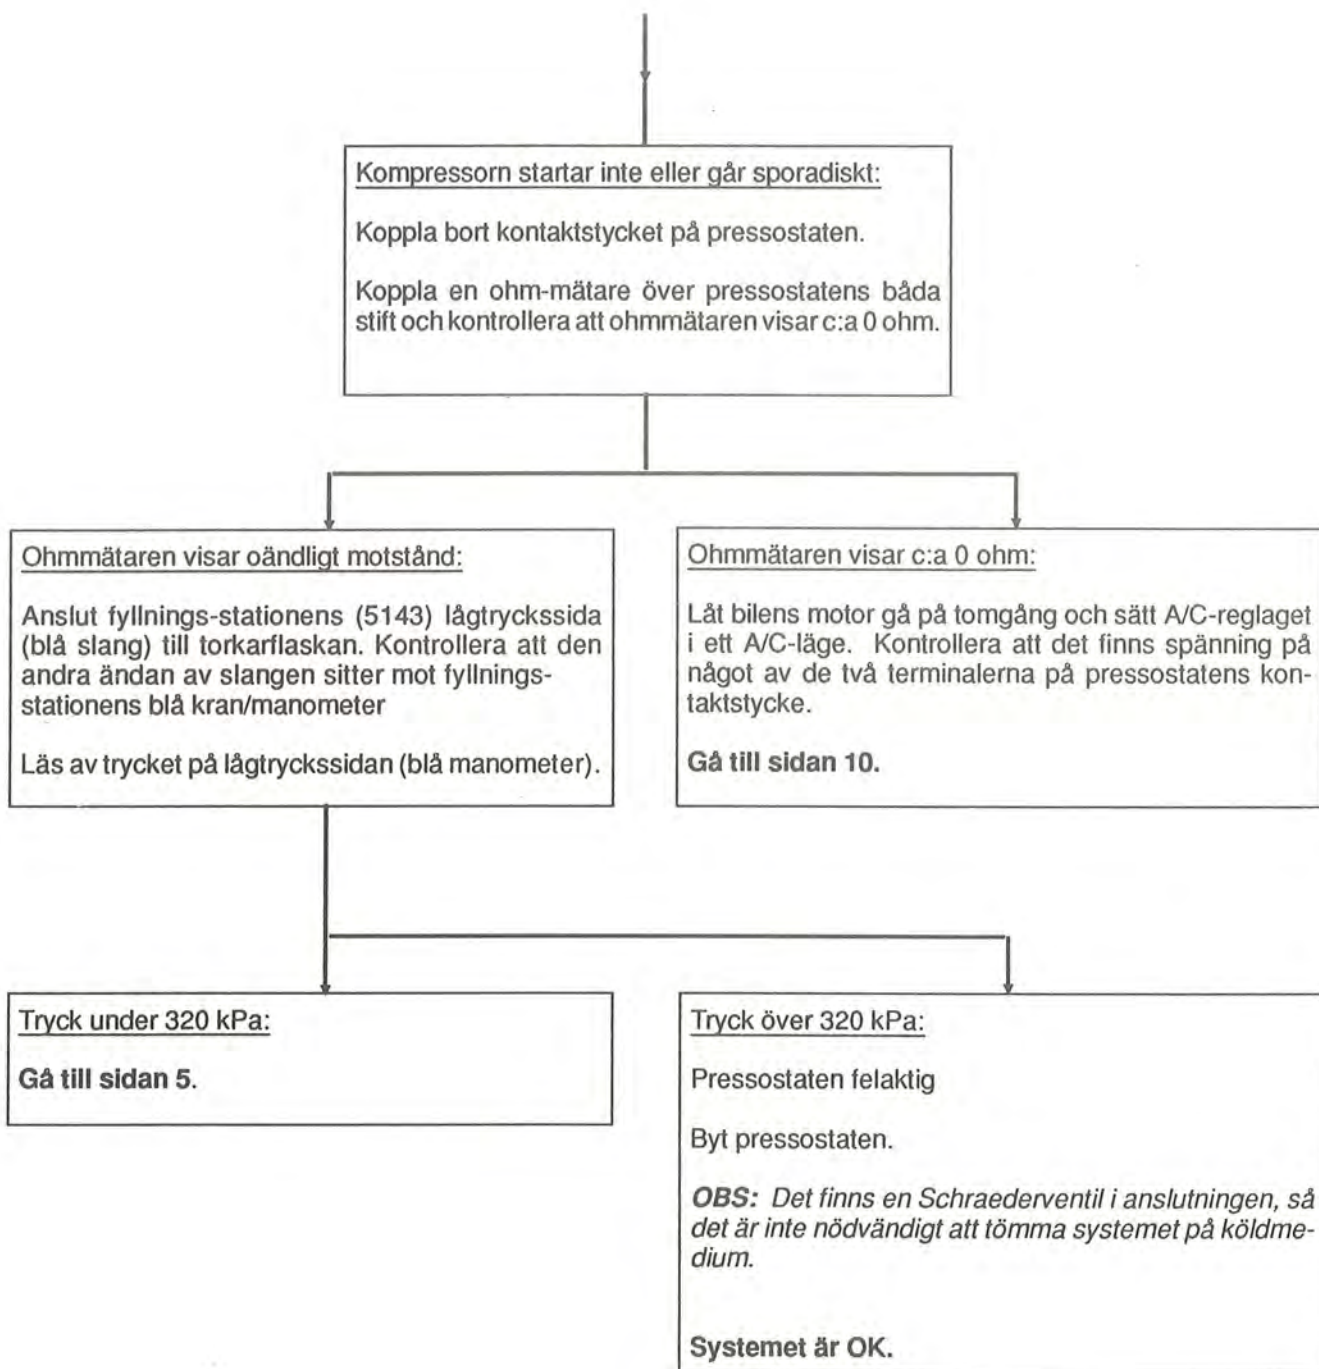 Kompressorn startar inte eller går sporadiskt:
Koppla bort kontaktstycket på pressostaten.
Koppla en ohm-mätare över pressostatens båda
stift och kontrollera att ohmmätaren visar c:a 0 ohm.
Ohmmätaren visar oändligt motstånd:
Anslut fyllnings-stationens (5143) lågtryckssida
(blå slang) till torkarflaskan. Kontrollera att den
andra ändan av slangen sitter mot fyllnings-
stationens blå kran/manometer
Läs av trycket på lågtryckssidan (blå manometer).
Ohmmätaren visar c:a 0 ohm:
Låt bilens motor gå på tomgång och sätt A/C-reglaget
i ett A/C-läge. Kontrollera att det finns spänning på
något av de två terminalerna på pressostatens kon-
taktstycke.
Gå till sidan 10.
Tryck under 320 kPa:
Gå till sidan 5.
Tryck över 320 kPa:
Pressostaten felaktig
Byt pressostaten.
OBS: Det finns en Schraederventil i anslutningen, så
det är inte nödvändigt att tömma systemet på köldme-
dium.
Systemet är OK.